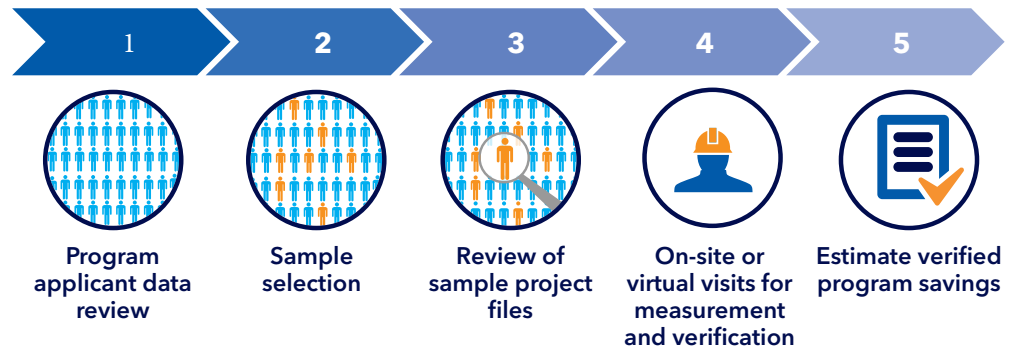 1
2
3
4
5
Program
applicant data
review
Sample
selection
Review of
sample project
files
On-site or
virtual visits for
measurement
and verification
Estimate verified
program savings